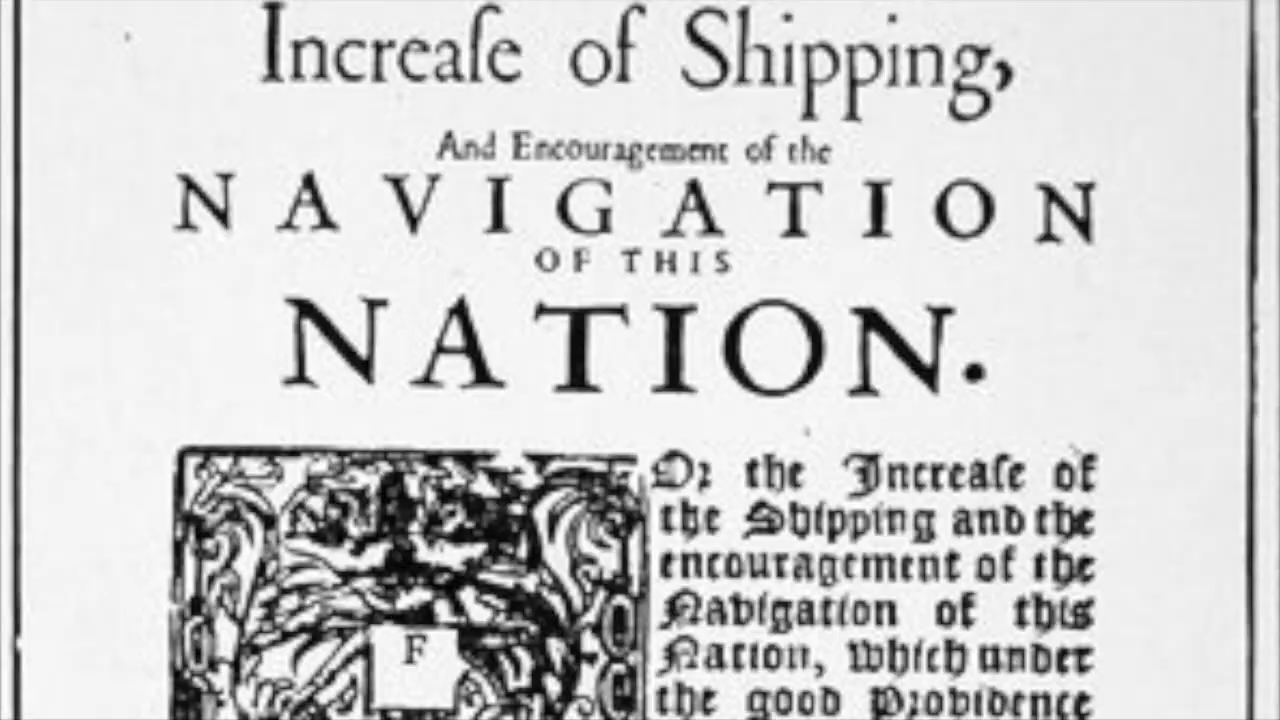 Increaſe of Shipping,
And Encouragement of the
NAVIGATION
OF THIS
NATION.
F
Or the Increaſe of
the Shipping and the
encouragement of the
Navigation of this
Nation, which under
the good Providence